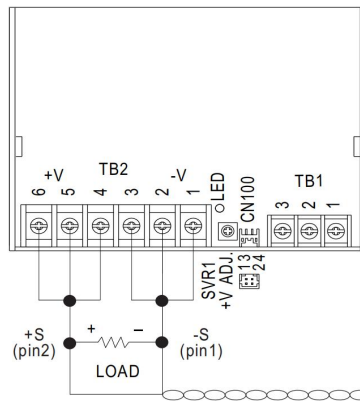 +V
TB2
-V
6
5
4
3
2
1
LED
CN100
TB1
3
2
1
SVR1
+V ADJ.
13
24
+S
(pin2)
+
−
-S
(pin1)
LOAD